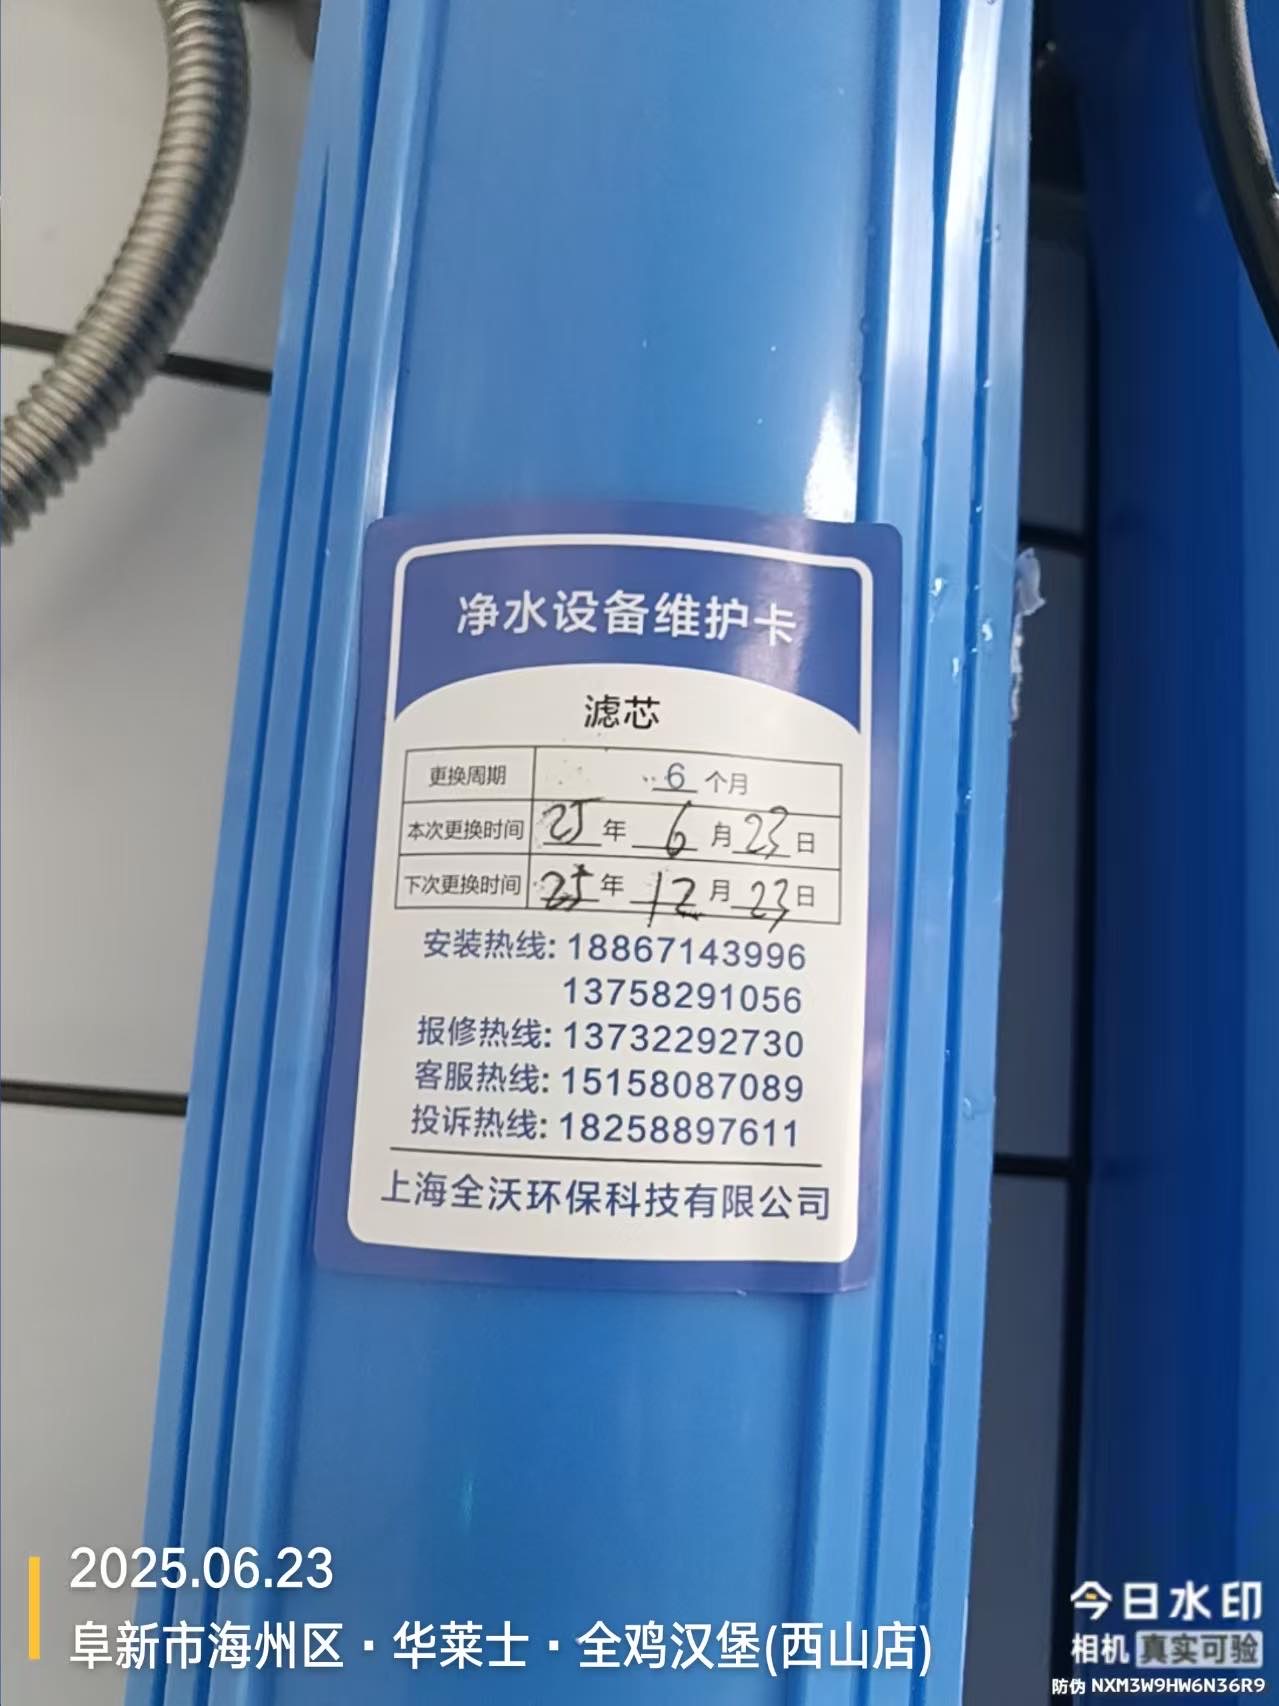 净水设备维护卡
滤芯
更换周期 6 个月
本次更换时间 25 年 6 月 23 日
下次更换时间 25 年 12 月 23 日
安装热线: 18867143996
13758291056
报修热线: 13732292730
客服热线: 15158087089
投诉热线: 18258897611
上海全沃环保科技有限公司
2025.06.23
阜新市海州区·华莱士·全鸡汉堡(西山店)
今日水印
相机 真实可验
防伪 NXM3W9HW6N36R9